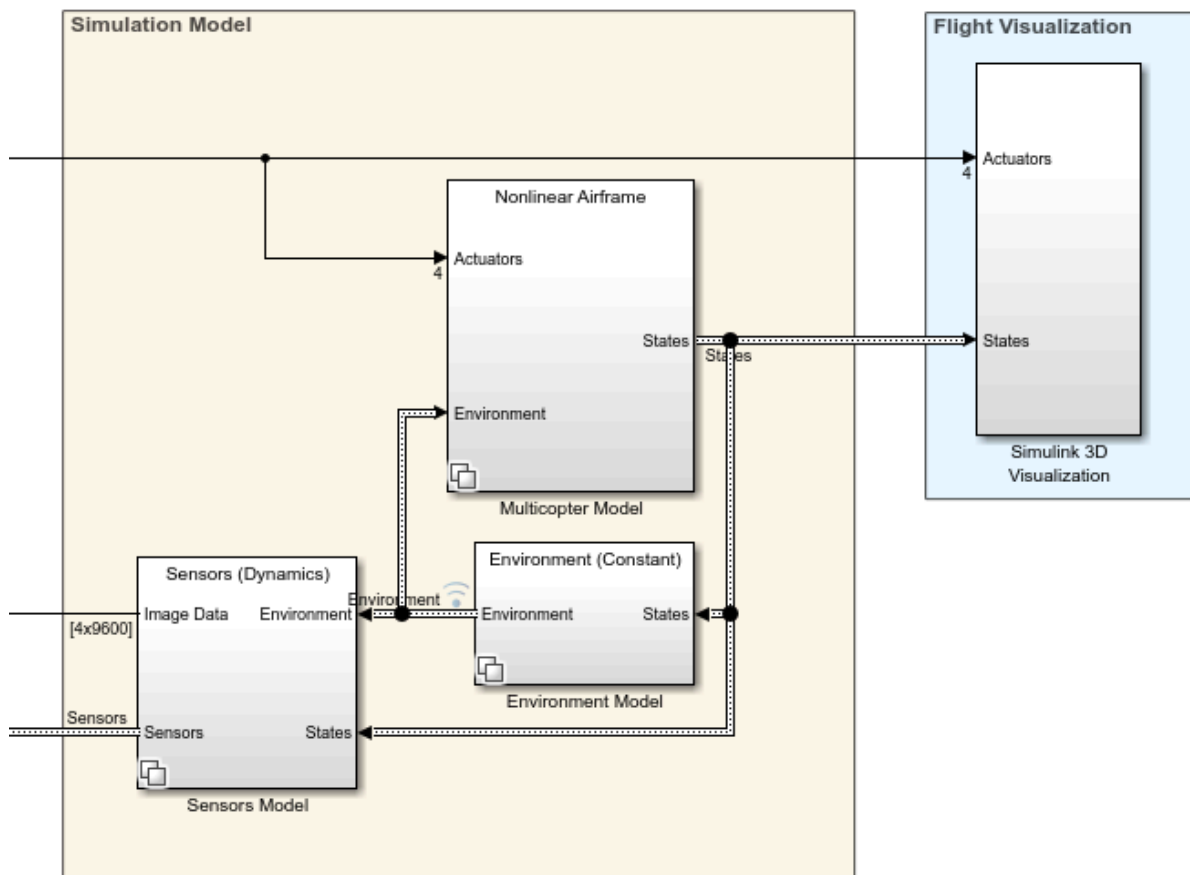 Simulation Model
Flight Visualization
Actuators
4
Nonlinear Airframe
Actuators
4
States
States
States
Environment
Simulink 3D
Visualization
Multicopter Model
Environment (Constant)
Sensors (Dynamics)
Environment
Image Data
Environment
Environment
States
[4x9600]
Environment Model
Sensors
Sensors
States
Sensors Model